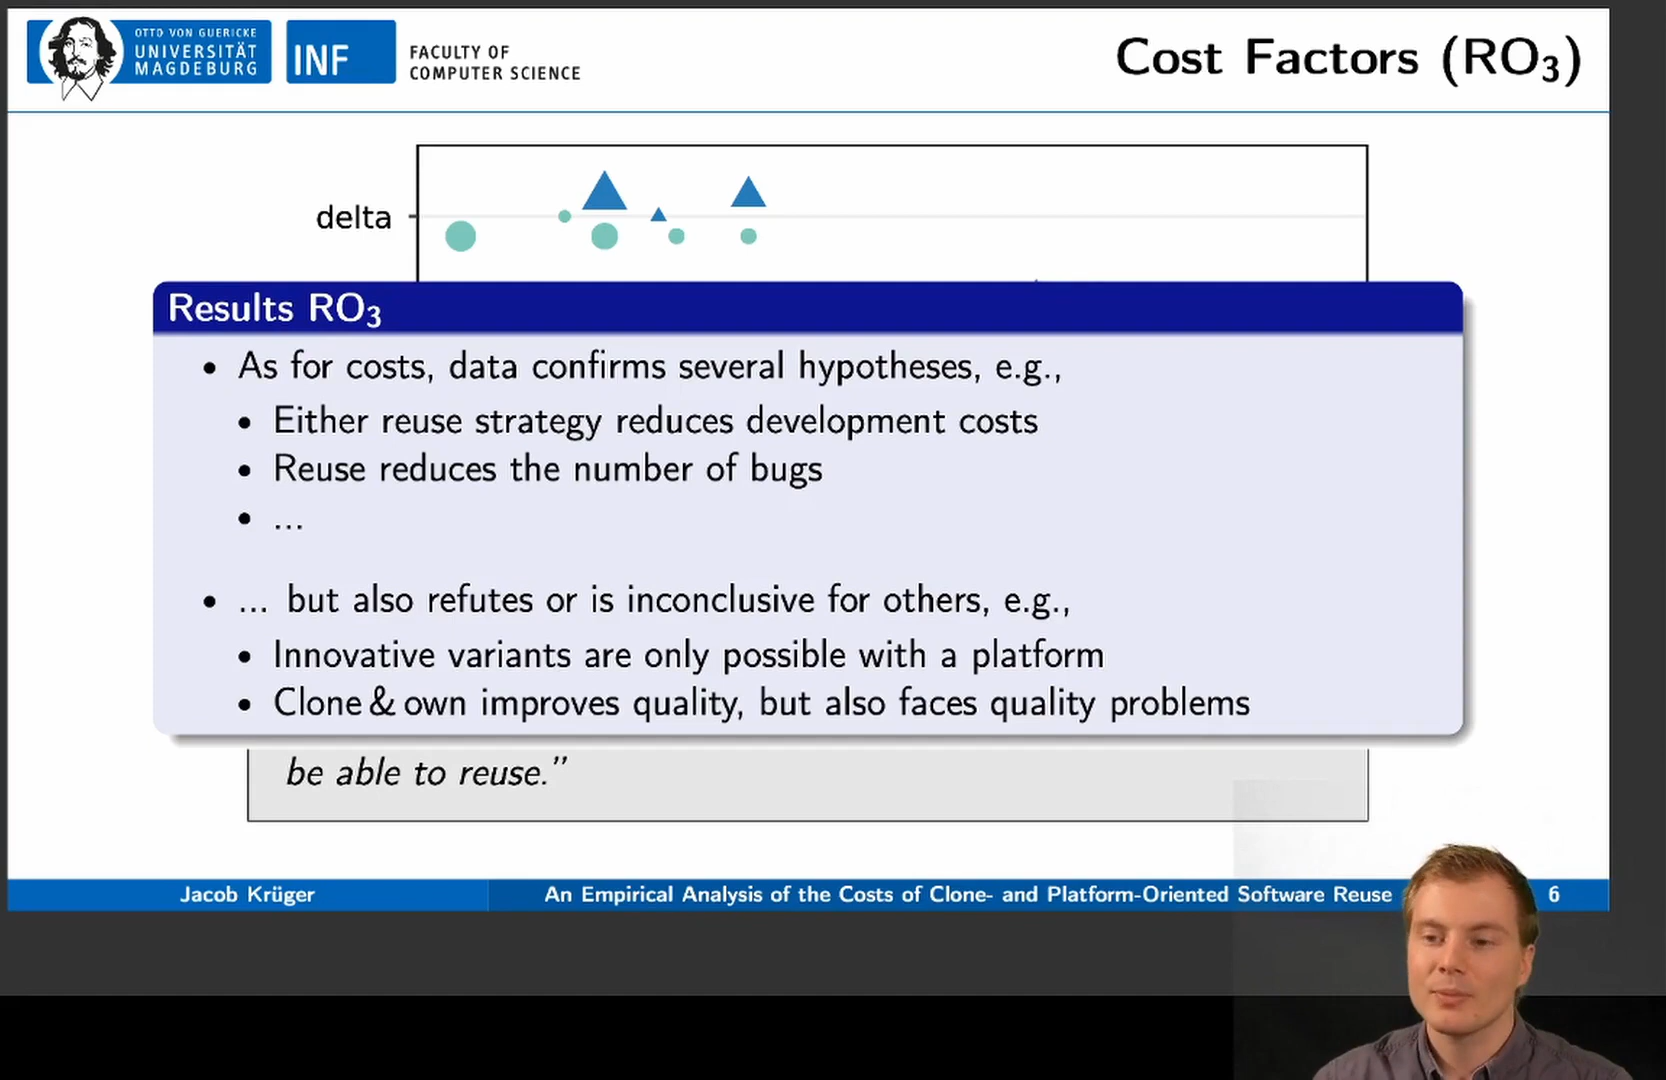 OTTO VON GUERICKE
UNIVERSITÄT
MAGDEBURG
INF
FACULTY OF
COMPUTER SCIENCE
Cost Factors (RO₃)
delta
Results RO₃
• As for costs, data confirms several hypotheses, e.g.,
• Either reuse strategy reduces development costs
• Reuse reduces the number of bugs
• ...
• ... but also refutes or is inconclusive for others, e.g.,
• Innovative variants are only possible with a platform
• Clone & own improves quality, but also faces quality problems
be able to reuse.”
Jacob Krüger
An Empirical Analysis of the Costs of Clone- and Platform-Oriented Software Reuse
6